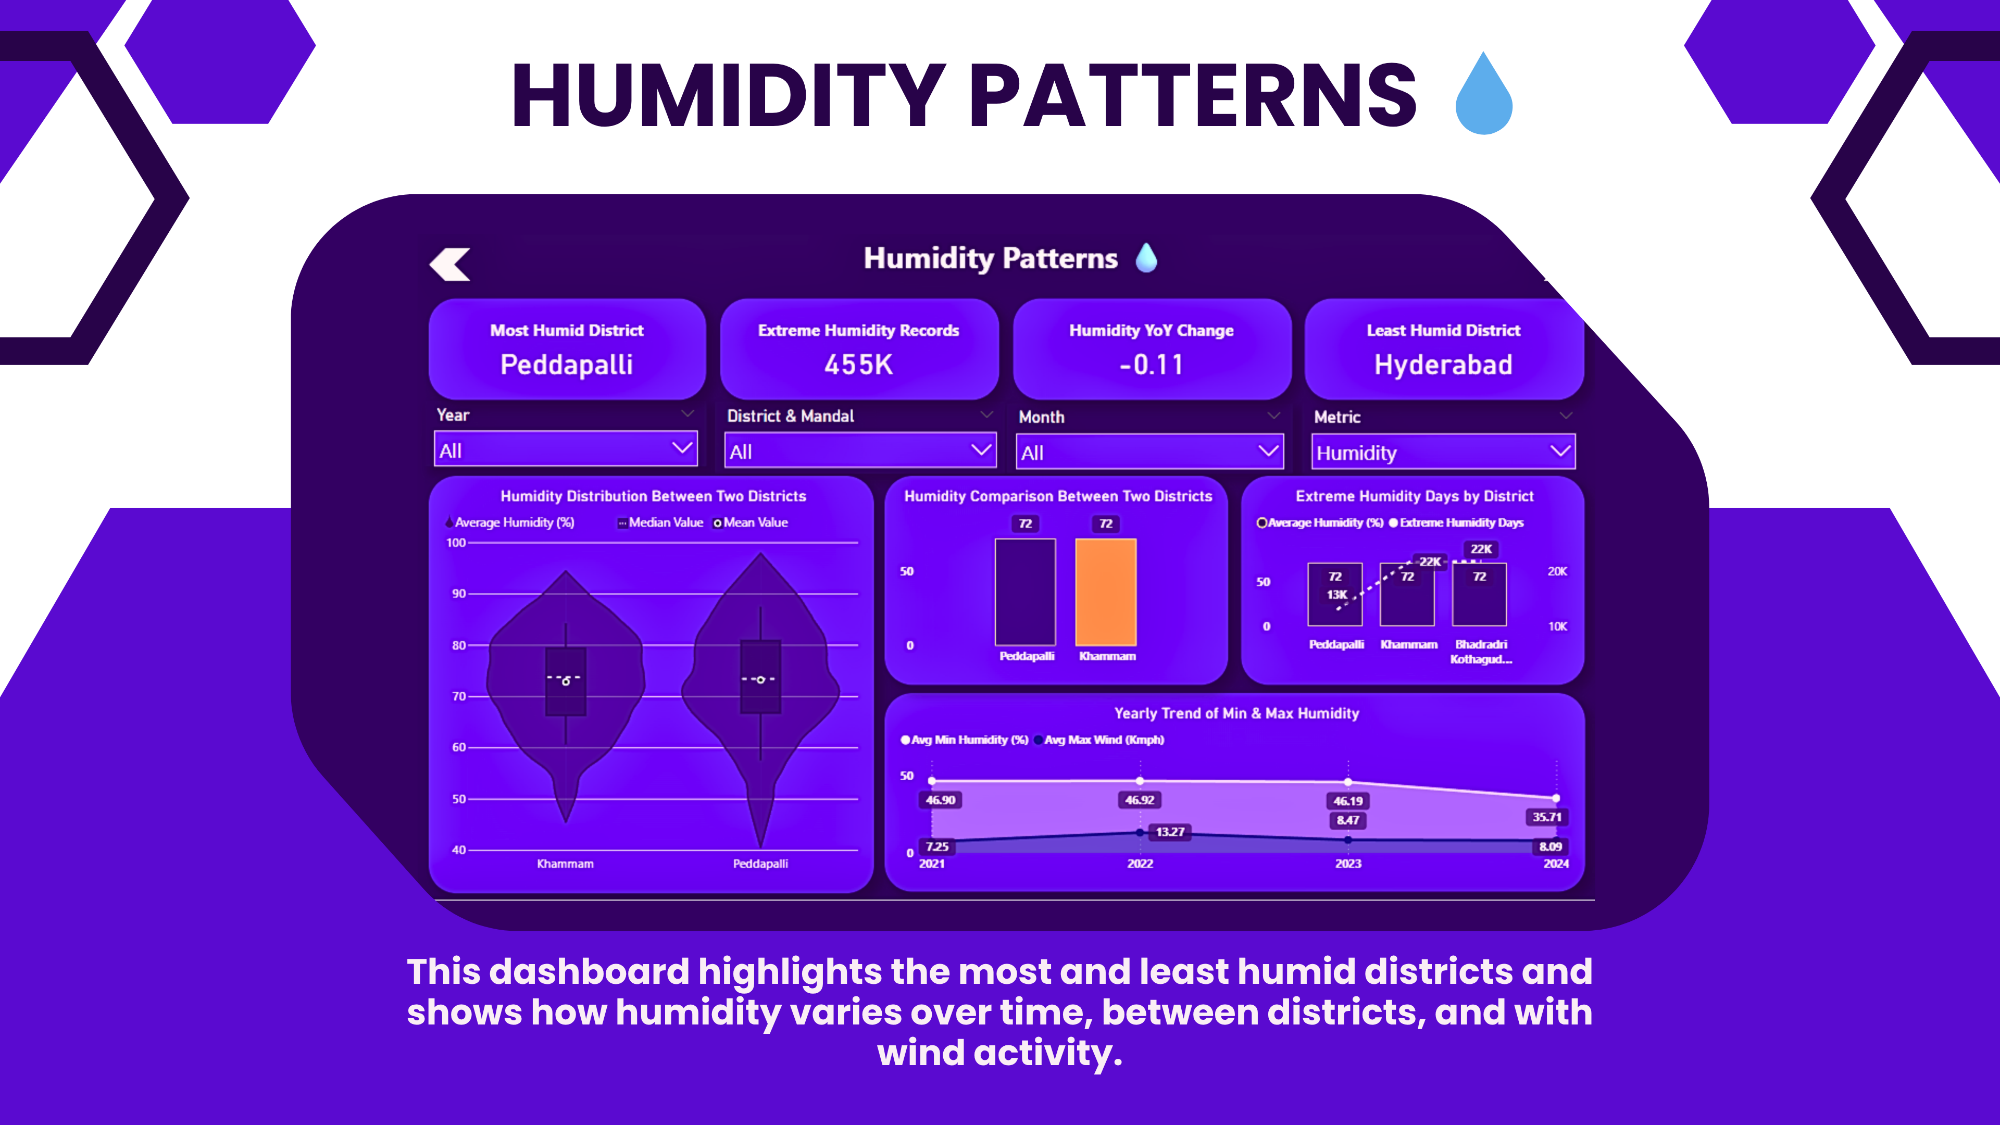 HUMIDITY PATTERNS
Humidity Patterns
Most Humid District
Peddapalli
Extreme Humidity Records
455K
Humidity YoY Change
-0.11
Least Humid District
Hyderabad
Year
All
District & Mandal
All
Month
All
Metric
Humidity
Humidity Distribution Between Two Districts
Average Humidity (%) Median Value Mean Value
100
90
80
70
60
50
40
Khammam Peddapalli
Humidity Comparison Between Two Districts
72 72
50
0
Peddapalli Khammam
Extreme Humidity Days by District
Average Humidity (%) Extreme Humidity Days
22K
22K
72 72 72
13K
50
0
20K
10K
Peddapalli Khammam Bhadradri
Kothagud...
Yearly Trend of Min & Max Humidity
Avg Min Humidity (%) Avg Max Wind (Kmph)
50
46.90 46.92 46.19 35.71
7.25 13.27 8.47 8.09
0
2021 2022 2023 2024
This dashboard highlights the most and least humid districts and
shows how humidity varies over time, between districts, and with
wind activity.